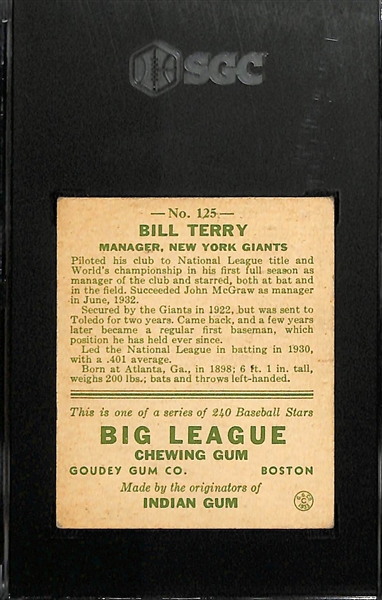 SGC
— No. 125 —
BILL TERRY
MANAGER, NEW YORK GIANTS
Piloted his club to National League title and
World's championship in his first full season as
manager of the club and starred, both at bat and
in the field. Succeeded John McGraw as manager
in June, 1932.
Secured by the Giants in 1922, but was sent to
Toledo for two years. Came back, and a few years
later became a regular first baseman, which
position he has held ever since.
Led the National League in batting in 1930,
with a .401 average.
Born at Atlanta, Ga., in 1898; 6 ft. 1 in. tall,
weighs 200 lbs.; bats and throws left-handed.
This is one of a series of 240 Baseball Stars
BIG LEAGUE
CHEWING GUM
GOUDEY GUM CO. BOSTON
Made by the originators of
INDIAN GUM